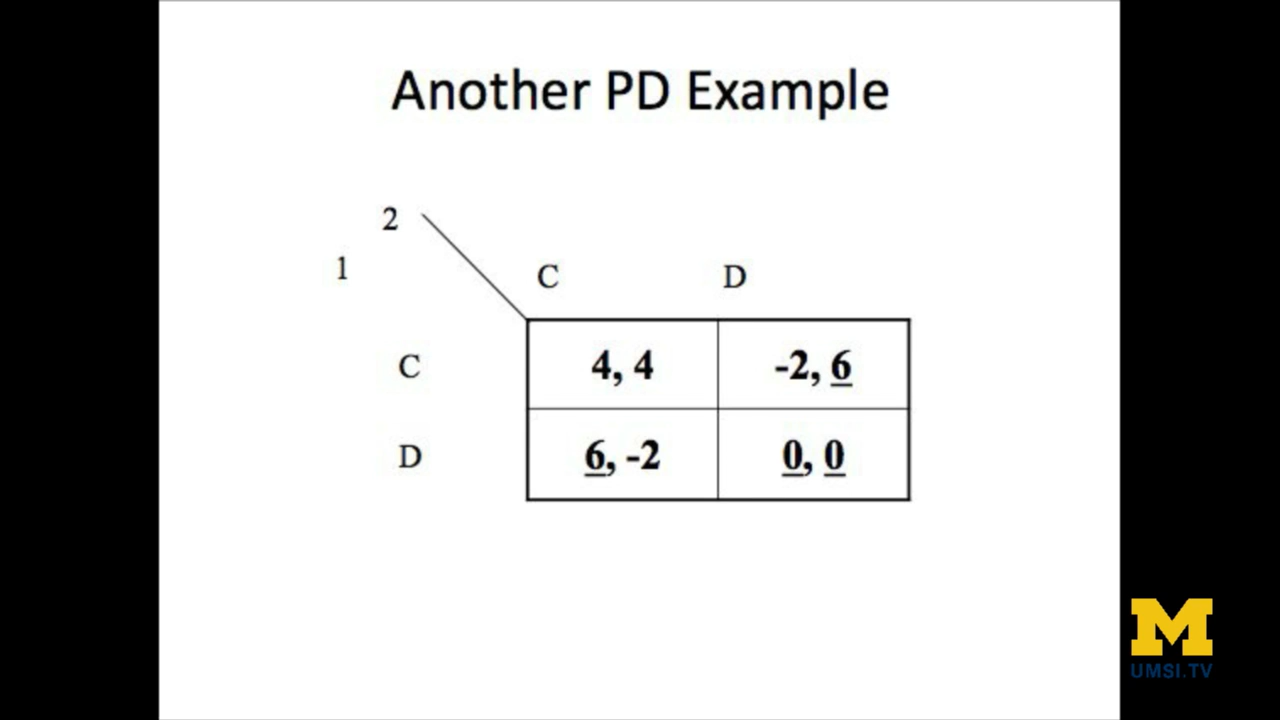 Another PD Example
2
1
C D
C 4, 4 -2, 6
D 6, -2 0, 0
M
UMSI.TV